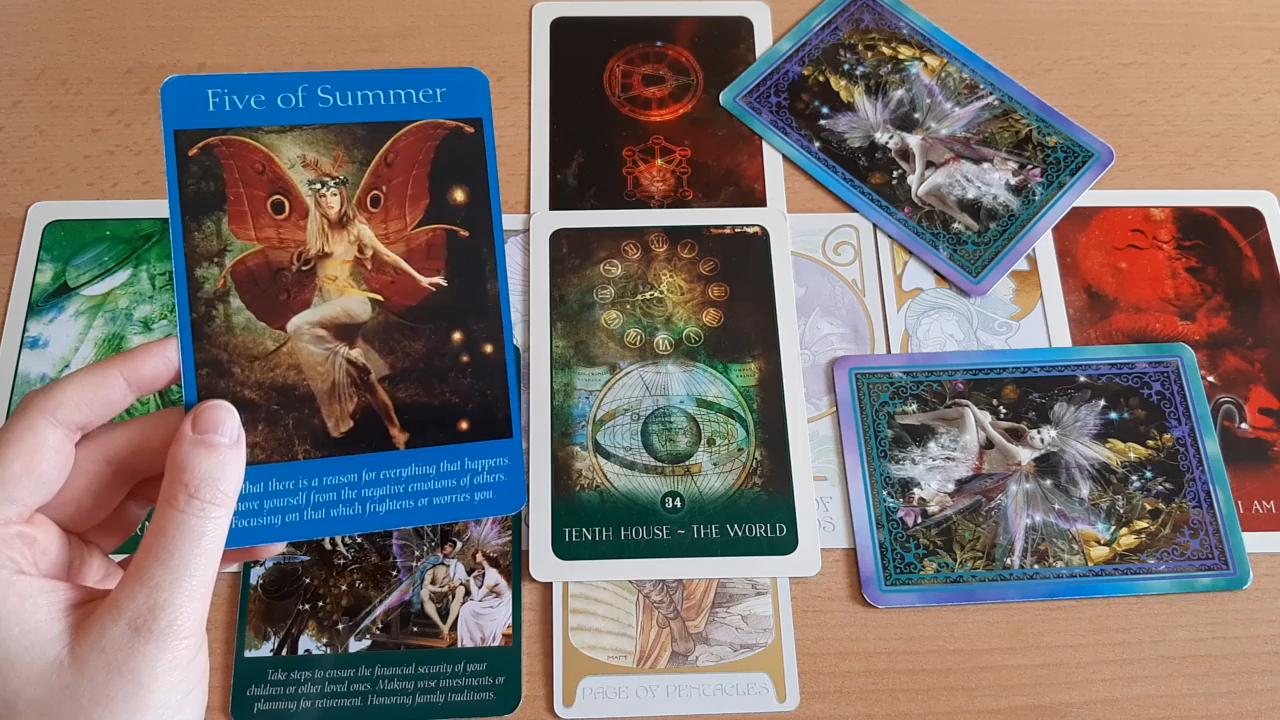 Five of Summer
that there is a reason for everything that happens.
yourself from the negative emotions of others.
Focusing on that which frightens or worries you.
XII
34
TENTH HOUSE ~ THE WORLD
OF
I AM
Take steps to ensure the financial security of your
children or other loved ones. Making wise investments or
planning for retirement. Honoring family traditions.
MATT
PAGE OF PENTACLES